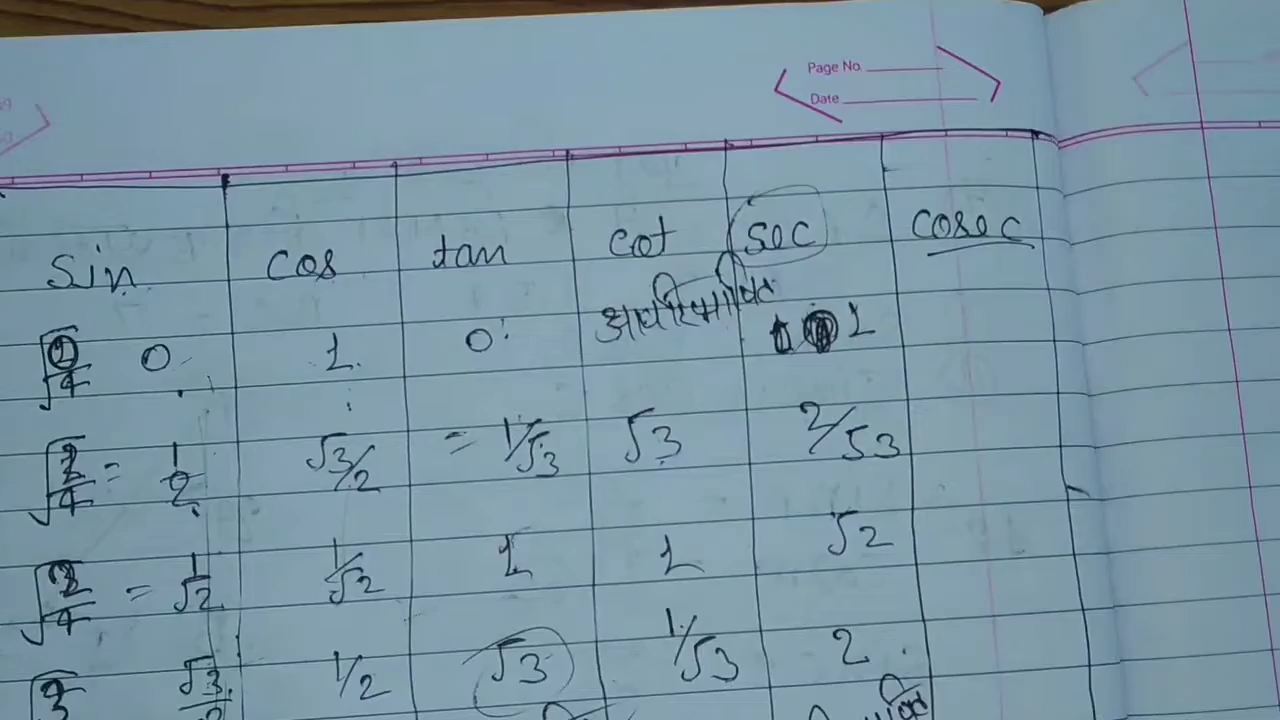 Page No.
Date
Sin cos tan cot sec cosec
√0/4 0 1 0 अपरिभाषित 1
√1/4 = 1/2 √3/2 = 1/√3 √3 2/√3
√2/4 = 1/√2 1/√2 1 1 √2
√3 √3/2 1/2 √3 1/√3 2